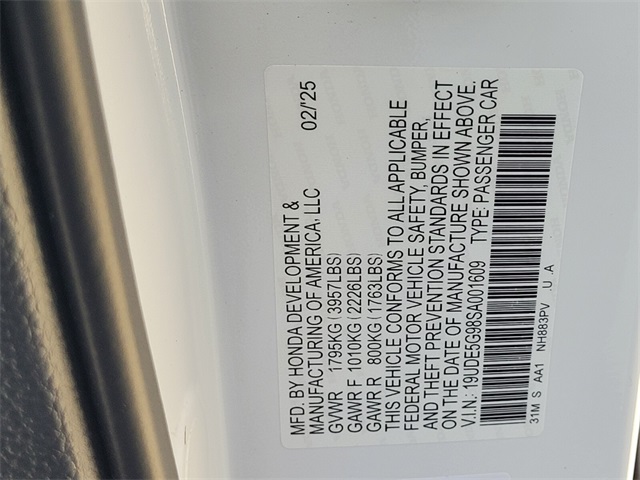 MFD. BY HONDA DEVELOPMENT &
MANUFACTURING OF AMERICA, LLC 02/'25
GVWR 1795KG(3957LBS)
GAWR F 1010KG(2226LBS)
GAWR R 800KG(1763LBS)
THIS VEHICLE CONFORMS TO ALL APPLICABLE
FEDERAL MOTOR VEHICLE SAFETY, BUMPER,
AND THEFT PREVENTION STANDARDS IN EFFECT
ON THE DATE OF MANUFACTURE SHOWN ABOVE.
V.I.N.: 19UDE5G98SA001609 TYPE: PASSENGER CAR
31M S AA1 NH883PV .U .A